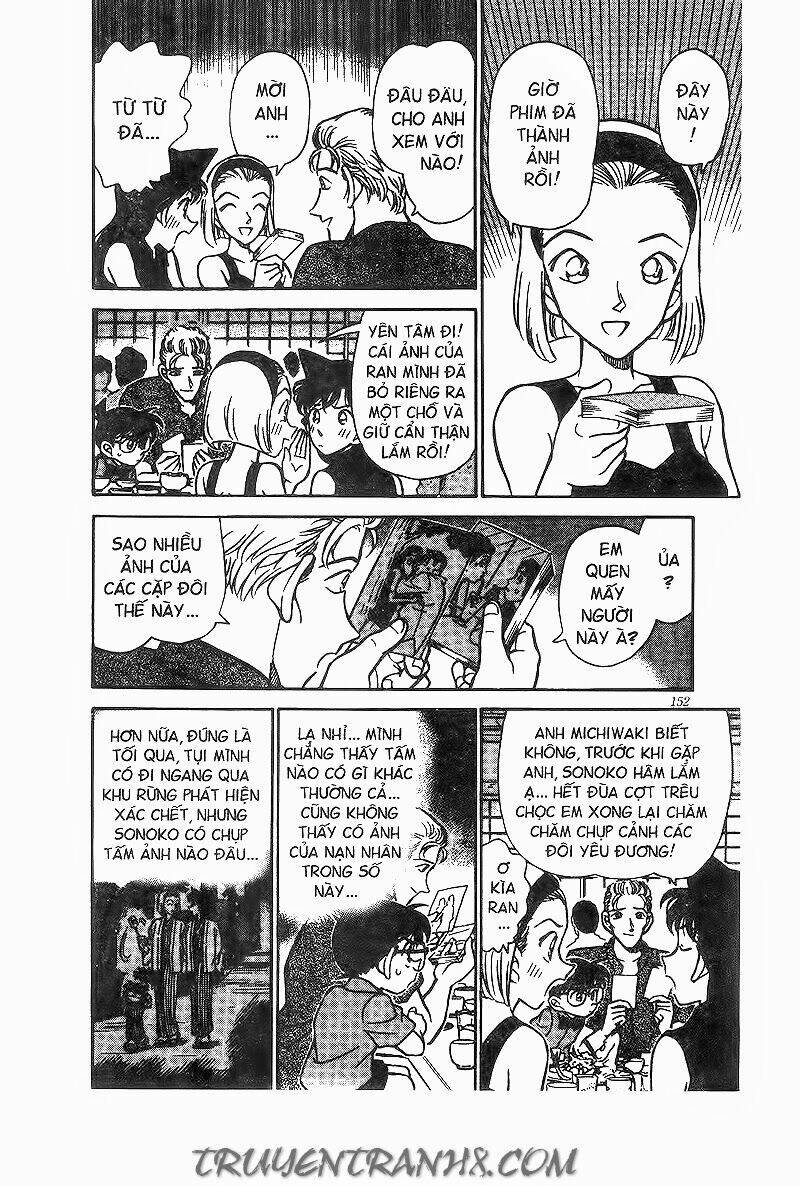 ĐÂY
NÀY
!
GIỜ
PHIM ĐÃ
THÀNH
ẢNH
RỒI!
ĐÂU ĐÂU,
CHO ANH
XEM VỚI
NÀO!
MỜI
ANH
...
TỪ TỪ
ĐÃ...
YÊN TÂM ĐI!
CÁI ẢNH CỦA
RAN MÌNH ĐÃ
BỎ RIÊNG RA
MỘT CHỖ VÀ
GIỮ CẨN THẬN
LẮM RỒI!
ỦA
?
EM
QUEN
MẤY
NGƯỜI
NÀY À?
SAO NHIỀU
ẢNH CỦA
CÁC CẶP ĐÔI
THẾ NÀY...
152
ANH MICHIWAKI BIẾT
KHÔNG, TRƯỚC KHI GẶP
ANH, SONOKO HÂM LẮM
Ạ... HẾT ĐÙA CỢT TRÊU
CHỌC EM XONG LẠI CHĂM
CHĂM CHỤP CẢNH CÁC
ĐÔI YÊU ĐƯƠNG!
Ơ
KÌA
RAN
...
LẠ NHỈ... MÌNH
CHẲNG THẤY TẤM
NÀO CÓ GÌ KHÁC
THƯỜNG CẢ...
CŨNG KHÔNG
THẤY CÓ ẢNH
CỦA NẠN NHÂN
TRONG SỐ
NÀY...
HƠN NỮA, ĐÚNG LÀ
TỐI QUA, TỤI MÌNH
CÓ ĐI NGANG QUA
KHU RỪNG PHÁT HIỆN
XÁC CHẾT, NHƯNG
SONOKO CÓ CHỤP
TẤM ẢNH NÀO ĐÂU...
TRUYENTRANH8.COM